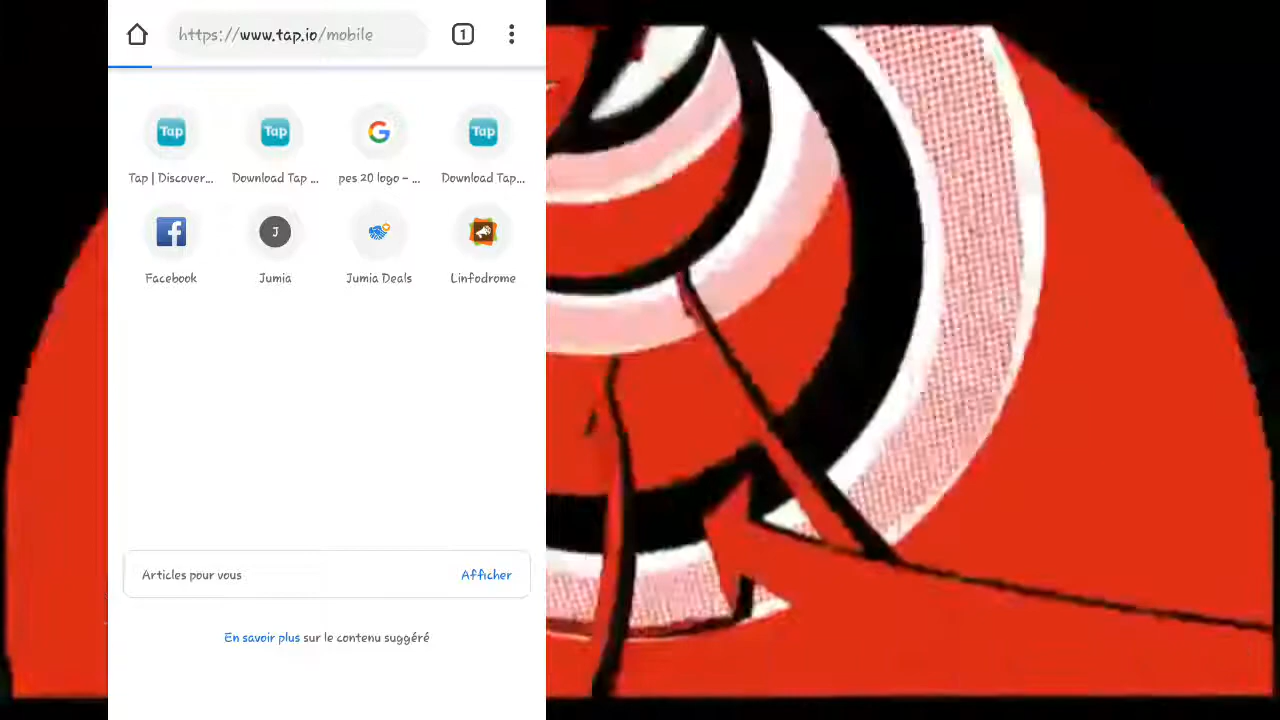 https://www.tap.io/mobile
1
Tap
Tap
Tap
Tap | Discover...
Download Tap ...
pes 20 logo – ...
Download Tap...
J
Facebook
Jumia
Jumia Deals
Linfodrome
Articles pour vous
Afficher
En savoir plus sur le contenu suggéré